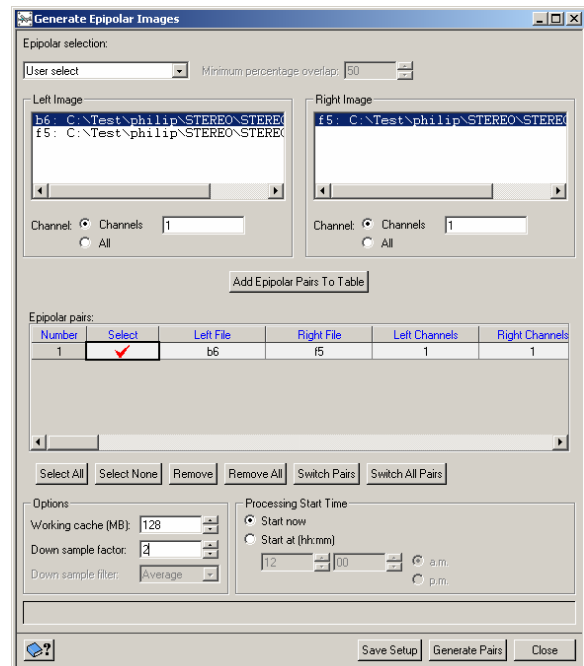 Generate Epipolar Images
Epipolar selection:
User select Minimum percentage overlap: 50
Left Image Right Image
b6: C:\Test\philip\STEREO\STEREO f5: C:\Test\philip\STEREO\STEREO
f5: C:\Test\philip\STEREO\STEREO
Channel: Channels 1 Channel: Channels 1
All All
Add Epipolar Pairs To Table
Epipolar pairs:
Number Select Left File Right File Left Channels Right Channels
1 b6 f5 1 1
Select All Select None Remove Remove All Switch Pairs Switch All Pairs
Options Processing Start Time
Working cache (MB): 128 Start now
Down sample factor: 2 Start at (hh:mm)
Down sample filter: Average 12 00 a.m.
p.m.
Save Setup Generate Pairs Close